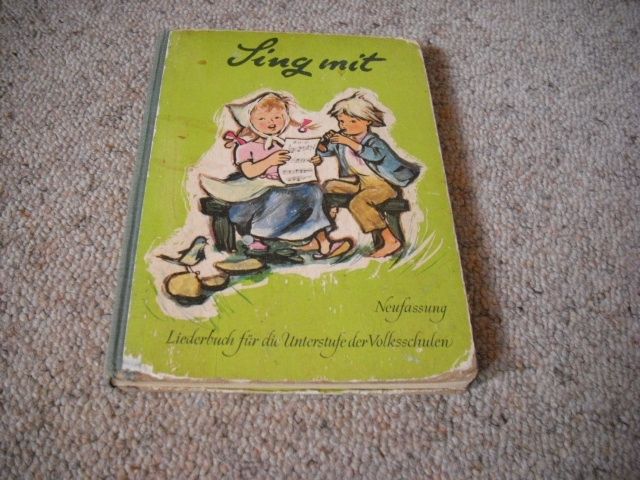 Sing mit
Neufassung
Liederbuch für die Unterstufe der Volksschulen